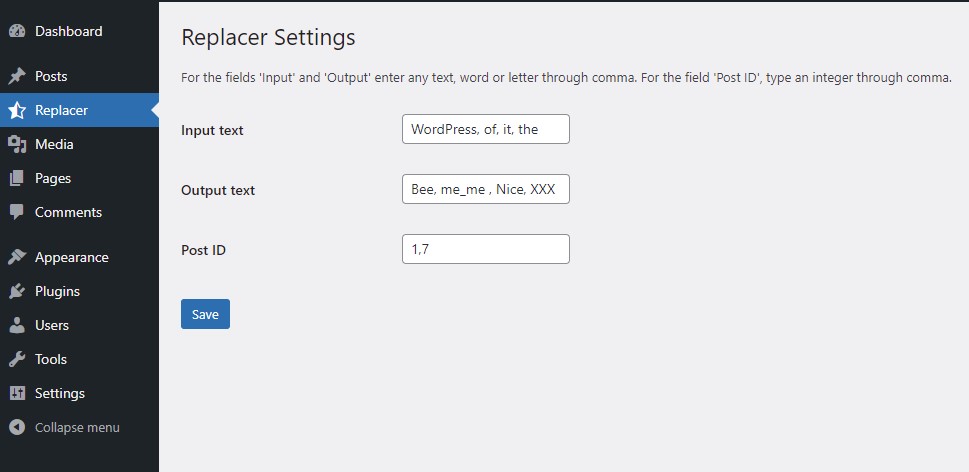 Dashboard
Posts
Replacer
Media
Pages
Comments
Appearance
Plugins
Users
Tools
Settings
Collapse menu
Replacer Settings
For the fields 'Input' and 'Output' enter any text, word or letter through comma. For the field 'Post ID', type an integer through comma.
Input text
WordPress, of, it, the
Output text
Bee, me_me , Nice, XXX
Post ID
1,7
Save